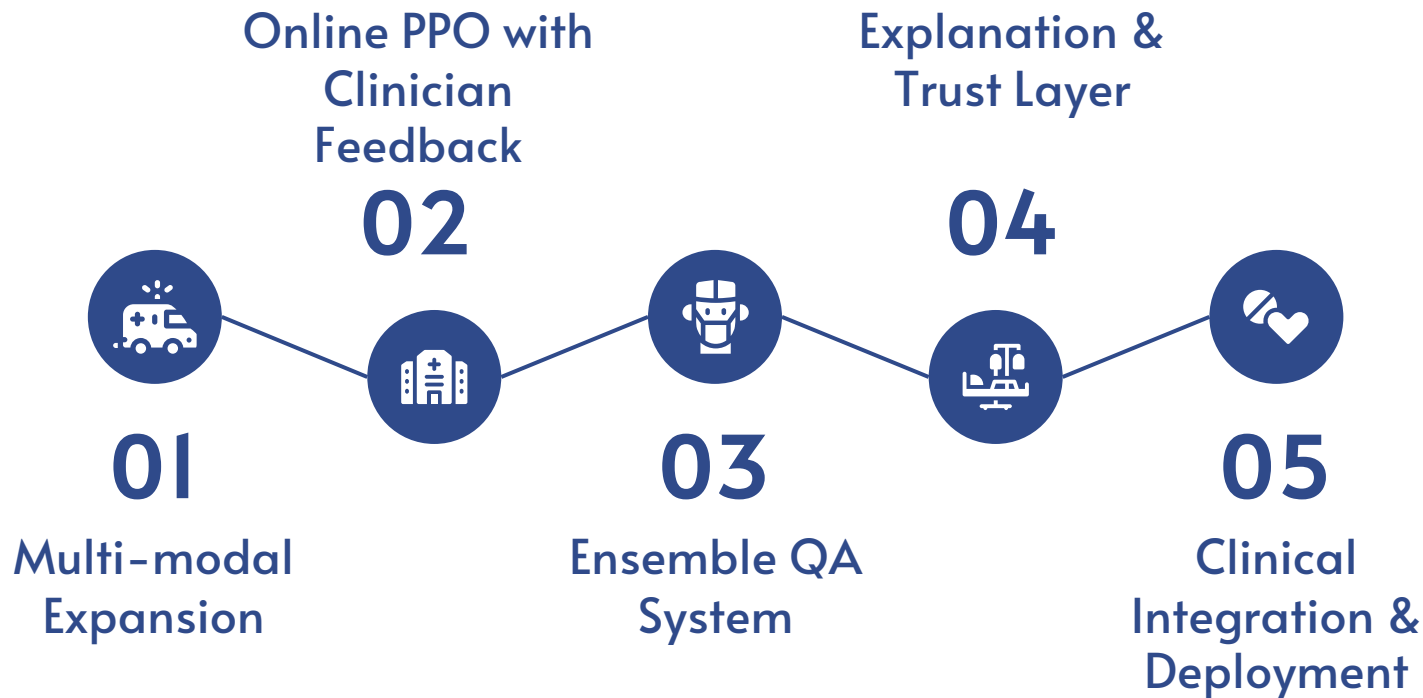 01
Multi-modal
Expansion
Online PPO with
Clinician
Feedback
02
03
Ensemble QA
System
Explanation &
Trust Layer
04
05
Clinical
Integration &
Deployment